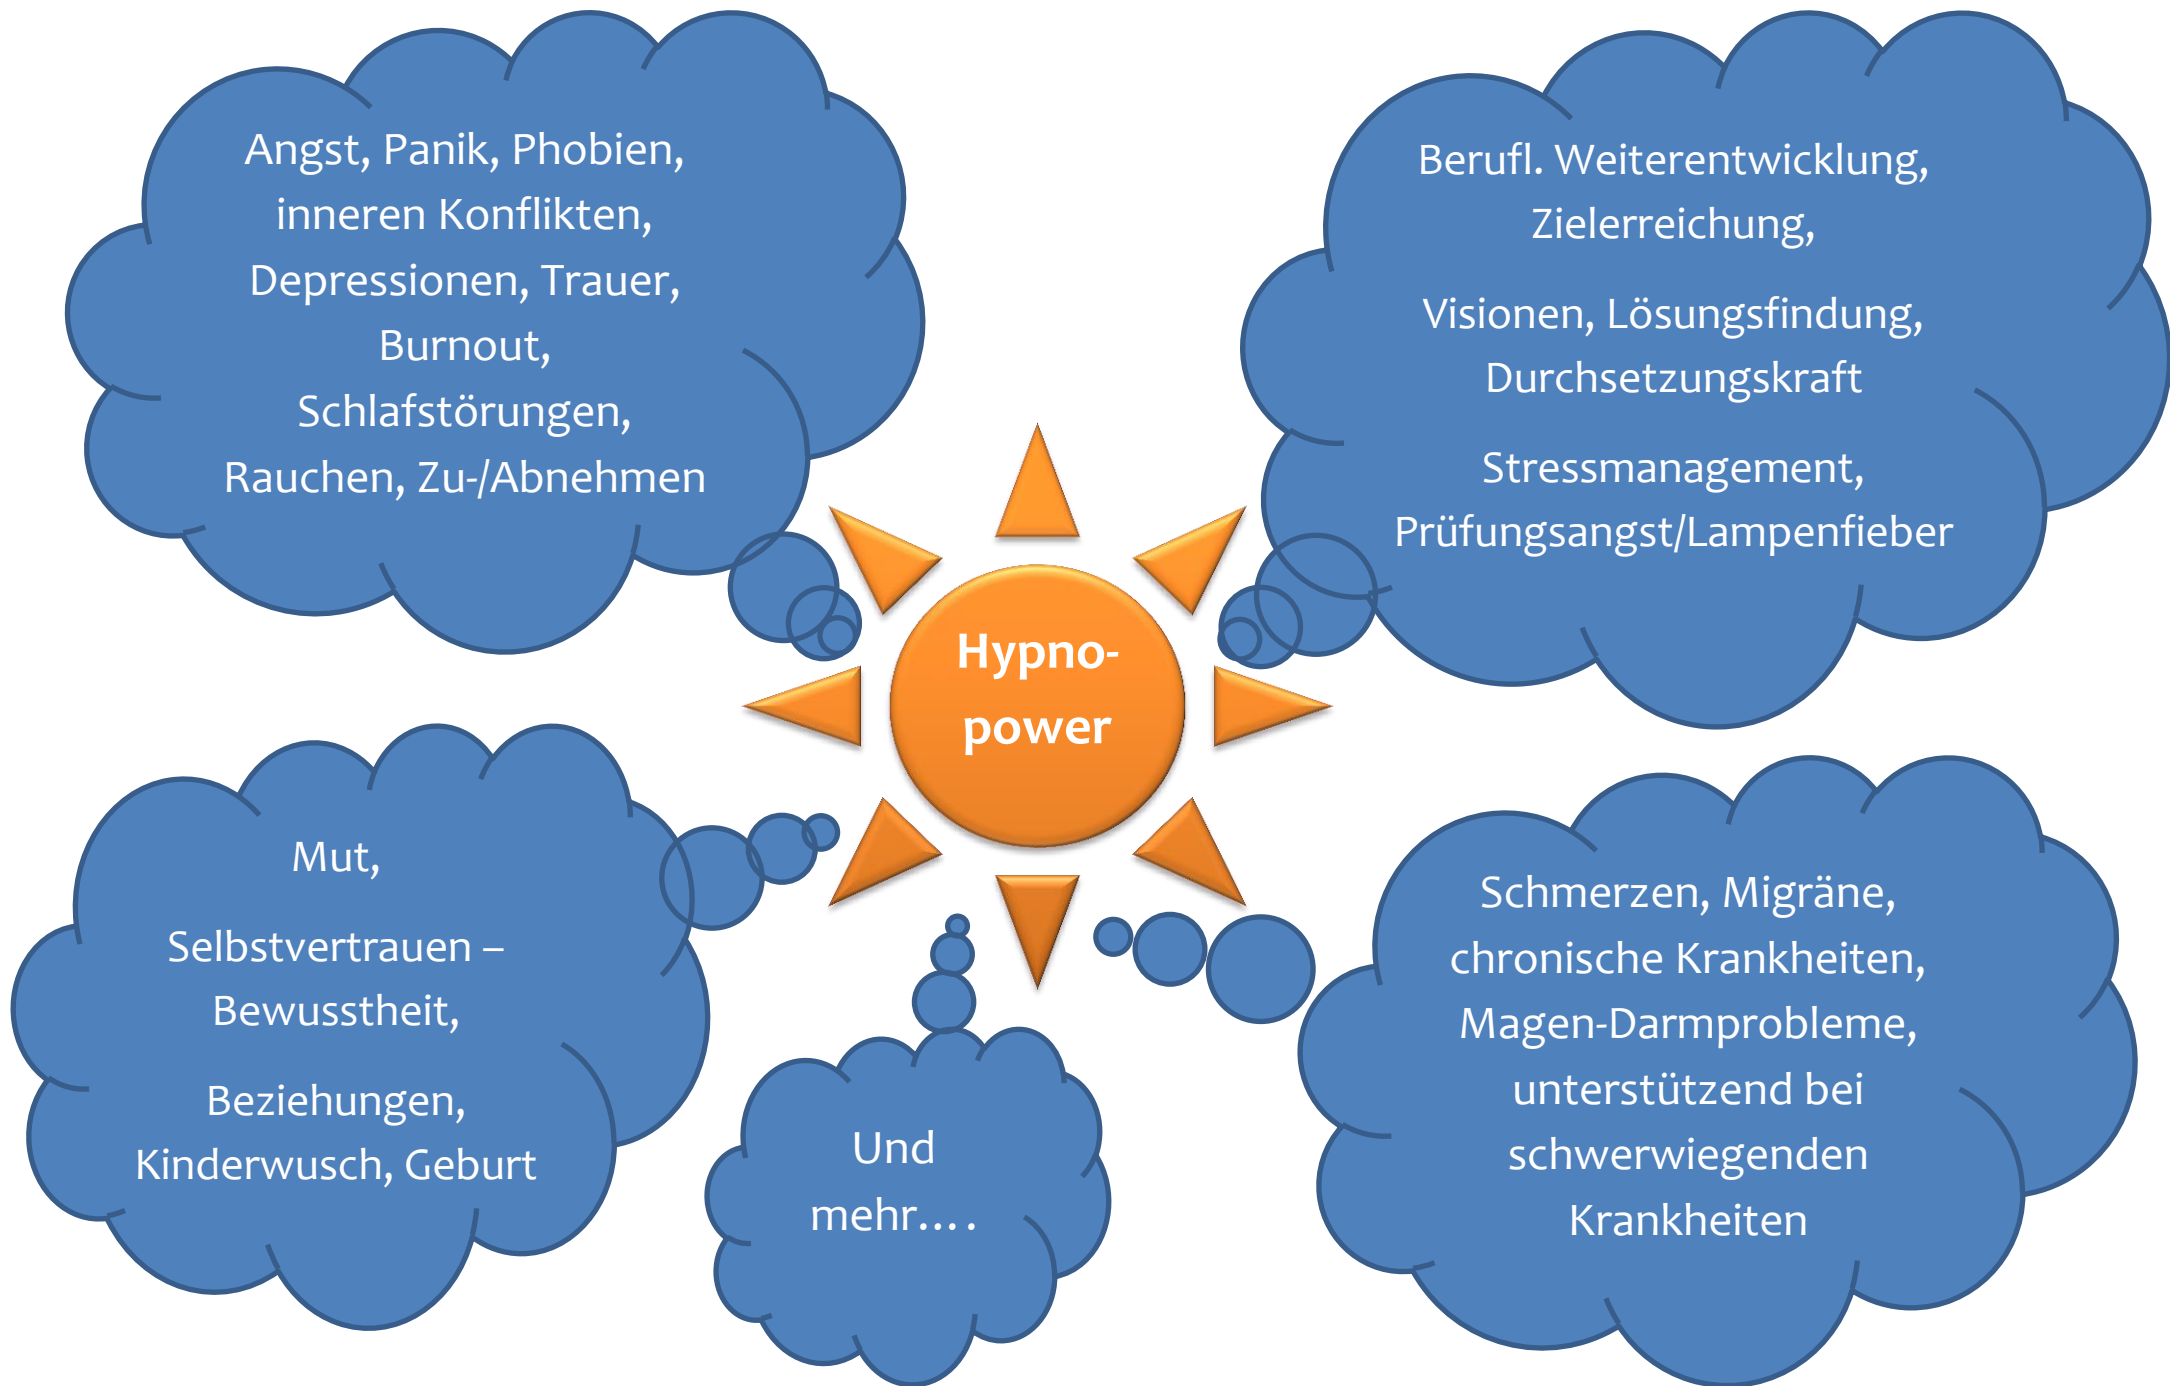 Angst, Panik, Phobien,
inneren Konflikten,
Depressionen, Trauer,
Burnout,
Schlafstörungen,
Rauchen, Zu-/Abnehmen
Berufl. Weiterentwicklung,
Zielerreichung,
Visionen, Lösungsfindung,
Durchsetzungskraft
Stressmanagement,
Prüfungsangst/Lampenfieber
Hypno-
power
Mut,
Selbstvertrauen –
Bewusstheit,
Beziehungen,
Kinderwusch, Geburt
Und
mehr....
Schmerzen, Migräne,
chronische Krankheiten,
Magen-Darmprobleme,
unterstützend bei
schwerwiegenden
Krankheiten